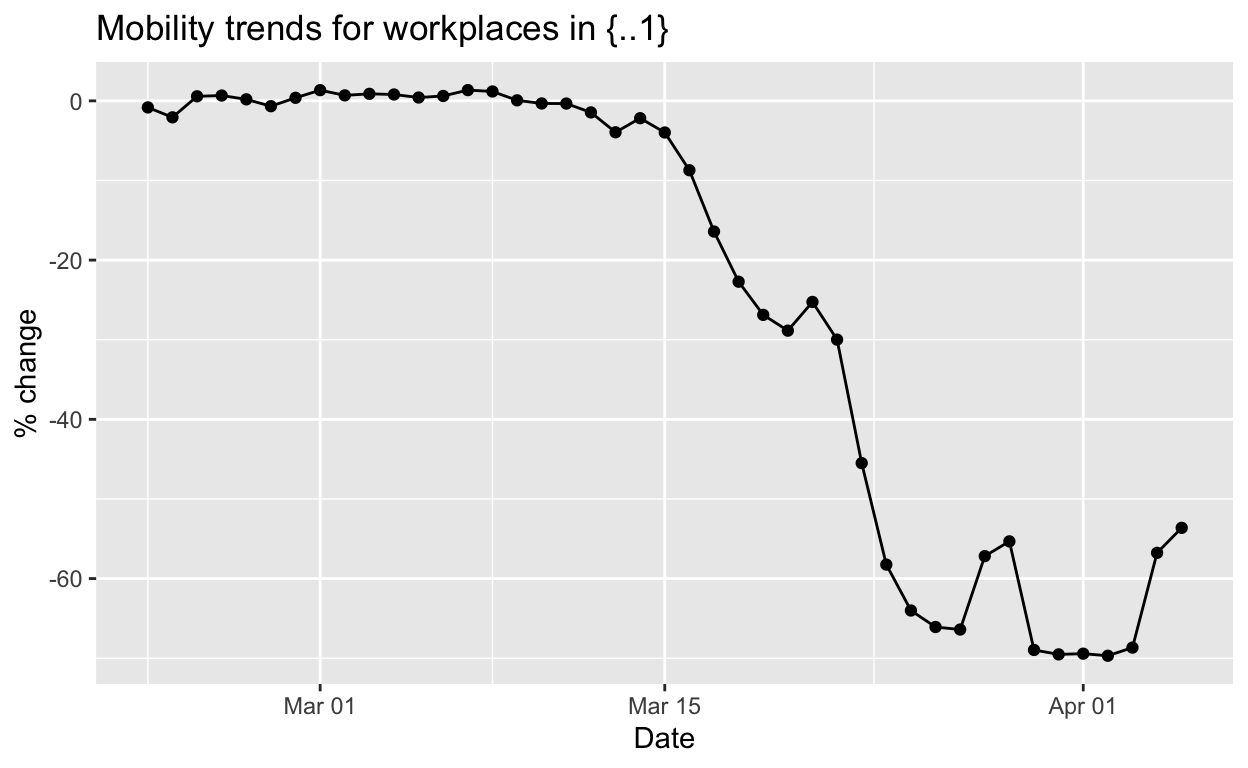 Mobility trends for workplaces in {..1}
% change
0
-20
-40
-60
Mar 01
Mar 15
Apr 01
Date